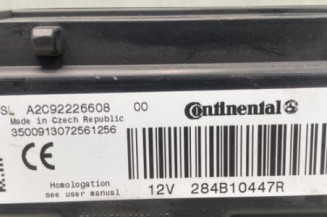 SL A2C92226608 00
Continental
Made in Czech Republic
3500913072561256
CE
Homologation
see user manual
12V 284B10447R